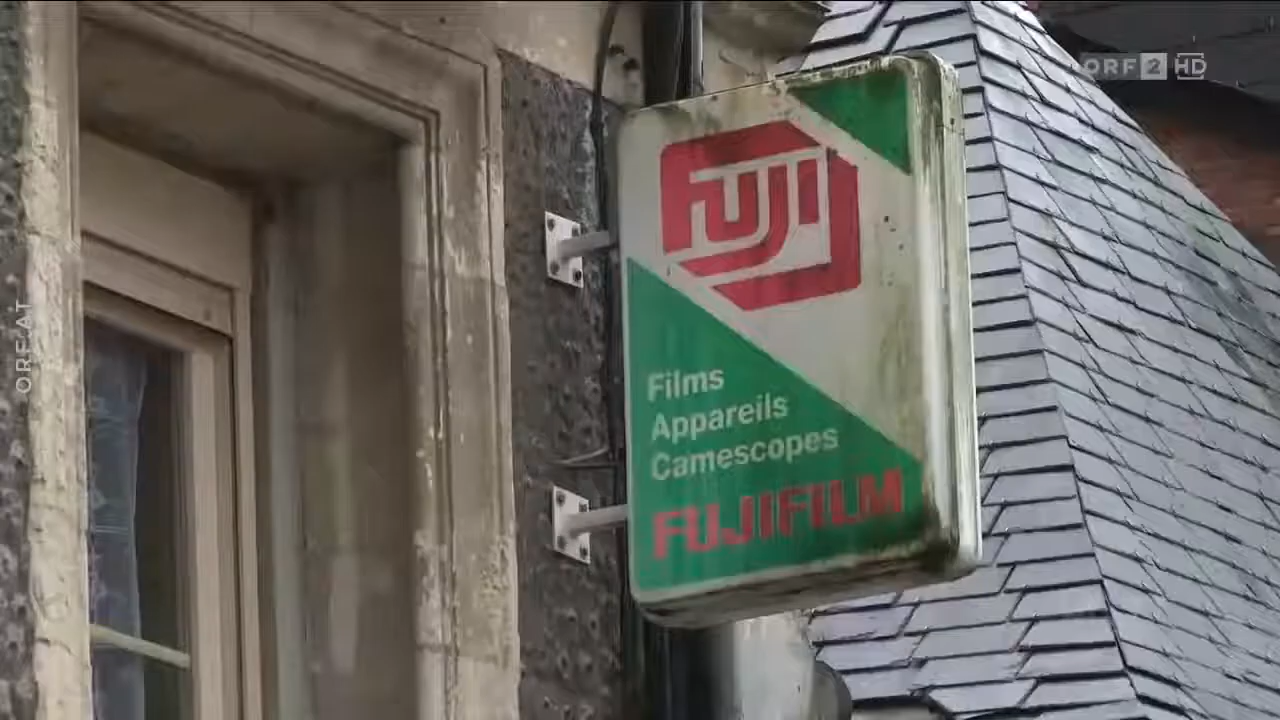 ORF 2 HD
FUJI
Films
Appareils
Camescopes
FUJIFILM
ORF.AT